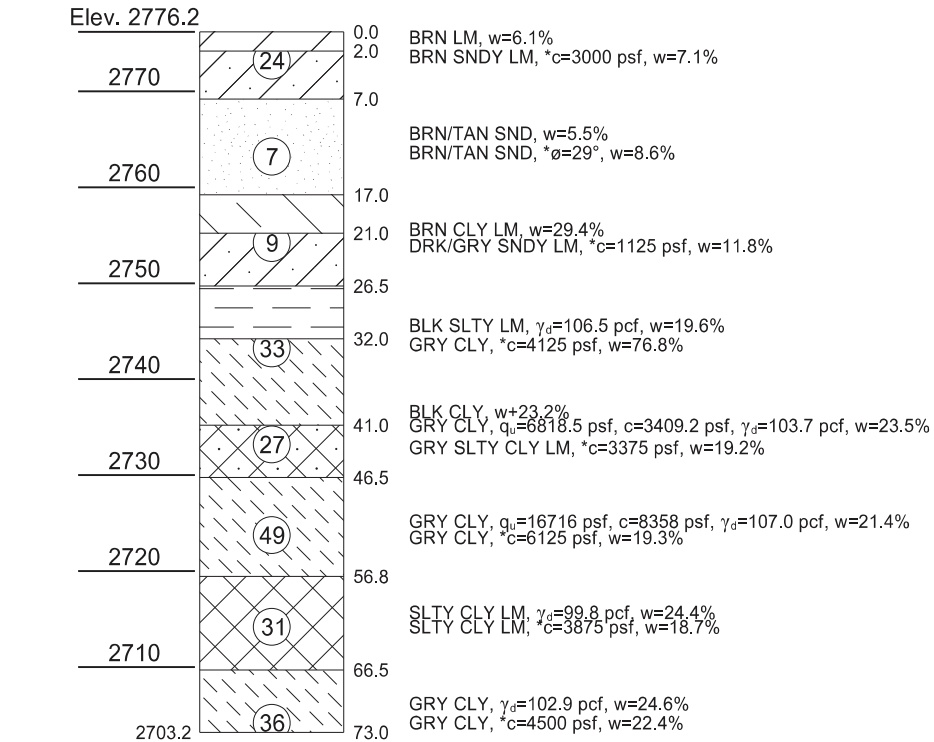 Elev. 2776.2
0.0
BRN LM, w=6.1%
2.0
BRN SNDY LM, *c=3000 psf, w=7.1%
24
2770
7.0
BRN/TAN SND, w=5.5%
7
BRN/TAN SND, *ø=29°, w=8.6%
2760
17.0
BRN CLY LM, w=29.4%
21.0
9
DRK/GRY SNDY LM, *c=1125 psf, w=11.8%
2750
26.5
BLK SLTY LM, γd=106.5 pcf, w=19.6%
32.0
33
GRY CLY, *c=4125 psf, w=76.8%
2740
BLK CLY, w+23.2%
41.0
GRY CLY, qu=6818.5 psf, c=3409.2 psf, γd=103.7 pcf, w=23.5%
27
GRY SLTY CLY LM, *c=3375 psf, w=19.2%
2730
46.5
GRY CLY, qu=16716 psf, c=8358 psf, γd=107.0 pcf, w=21.4%
49
GRY CLY, *c=6125 psf, w=19.3%
2720
56.8
SLTY CLY LM, γd=99.8 pcf, w=24.4%
31
SLTY CLY LM, *c=3875 psf, w=18.7%
2710
66.5
GRY CLY, γd=102.9 pcf, w=24.6%
36
GRY CLY, *c=4500 psf, w=22.4%
2703.2
73.0